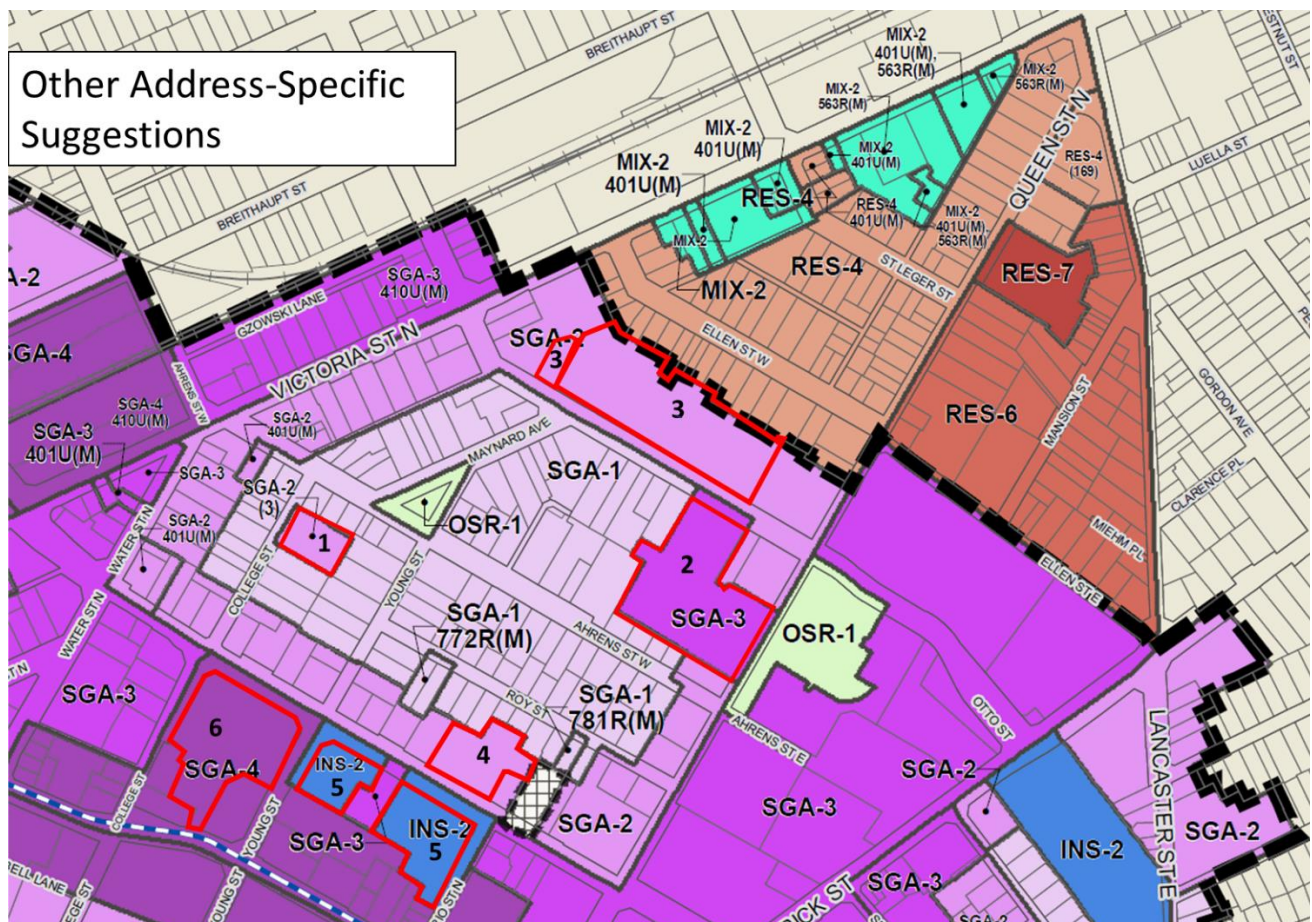 Other Address-Specific
Suggestions
BREITHAUPT ST
BREITHAUPT ST
MIX-2
401U(M),
563R(M)
MIX-2
563R(M)
MIX-2
563R(M)
MIX-2
401U(M)
MIX-2
401U(M)
MIX-2
401U(M)
RES-4
RES-4
401U(M)
MIX-2
401U(M),
563R(M)
MIX-2
MIX-2
RES-4
ST LEGER ST
ELLEN ST W
QUEEN ST N
RES-4
(169)
LUELLA ST
RES-7
RES-6
MANSION ST
GORDON AVE
CLARENCE PL
MIEHM PL
ELLEN ST E
SGA-3
410U(M)
GZOWSKI LANE
VICTORIA ST N
AHRENS ST W
SGA-4
410U(M)
SGA-3
401U(M)
SGA-3
SGA-2
401U(M)
SGA-2
401U(M)
SGA-2
(3)
SGA-2
3
3
MAYNARD AVE
SGA-1
OSR-1
1
COLLEGE ST
YOUNG ST
WATER ST N
WATER ST N
2
SGA-3
OSR-1
SGA-1
772R(M)
AHRENS ST W
ROY ST
SGA-1
781R(M)
AHRENS ST E
OTTO ST
SGA-3
6
SGA-4
INS-2
5
4
SGA-3
INS-2
5
SGA-2
SGA-3
SGA-2
INS-2
LANCASTER ST E
SGA-2
COLLEGE ST
YOUNG ST
YOUNG ST
SGA-3
SGA-2